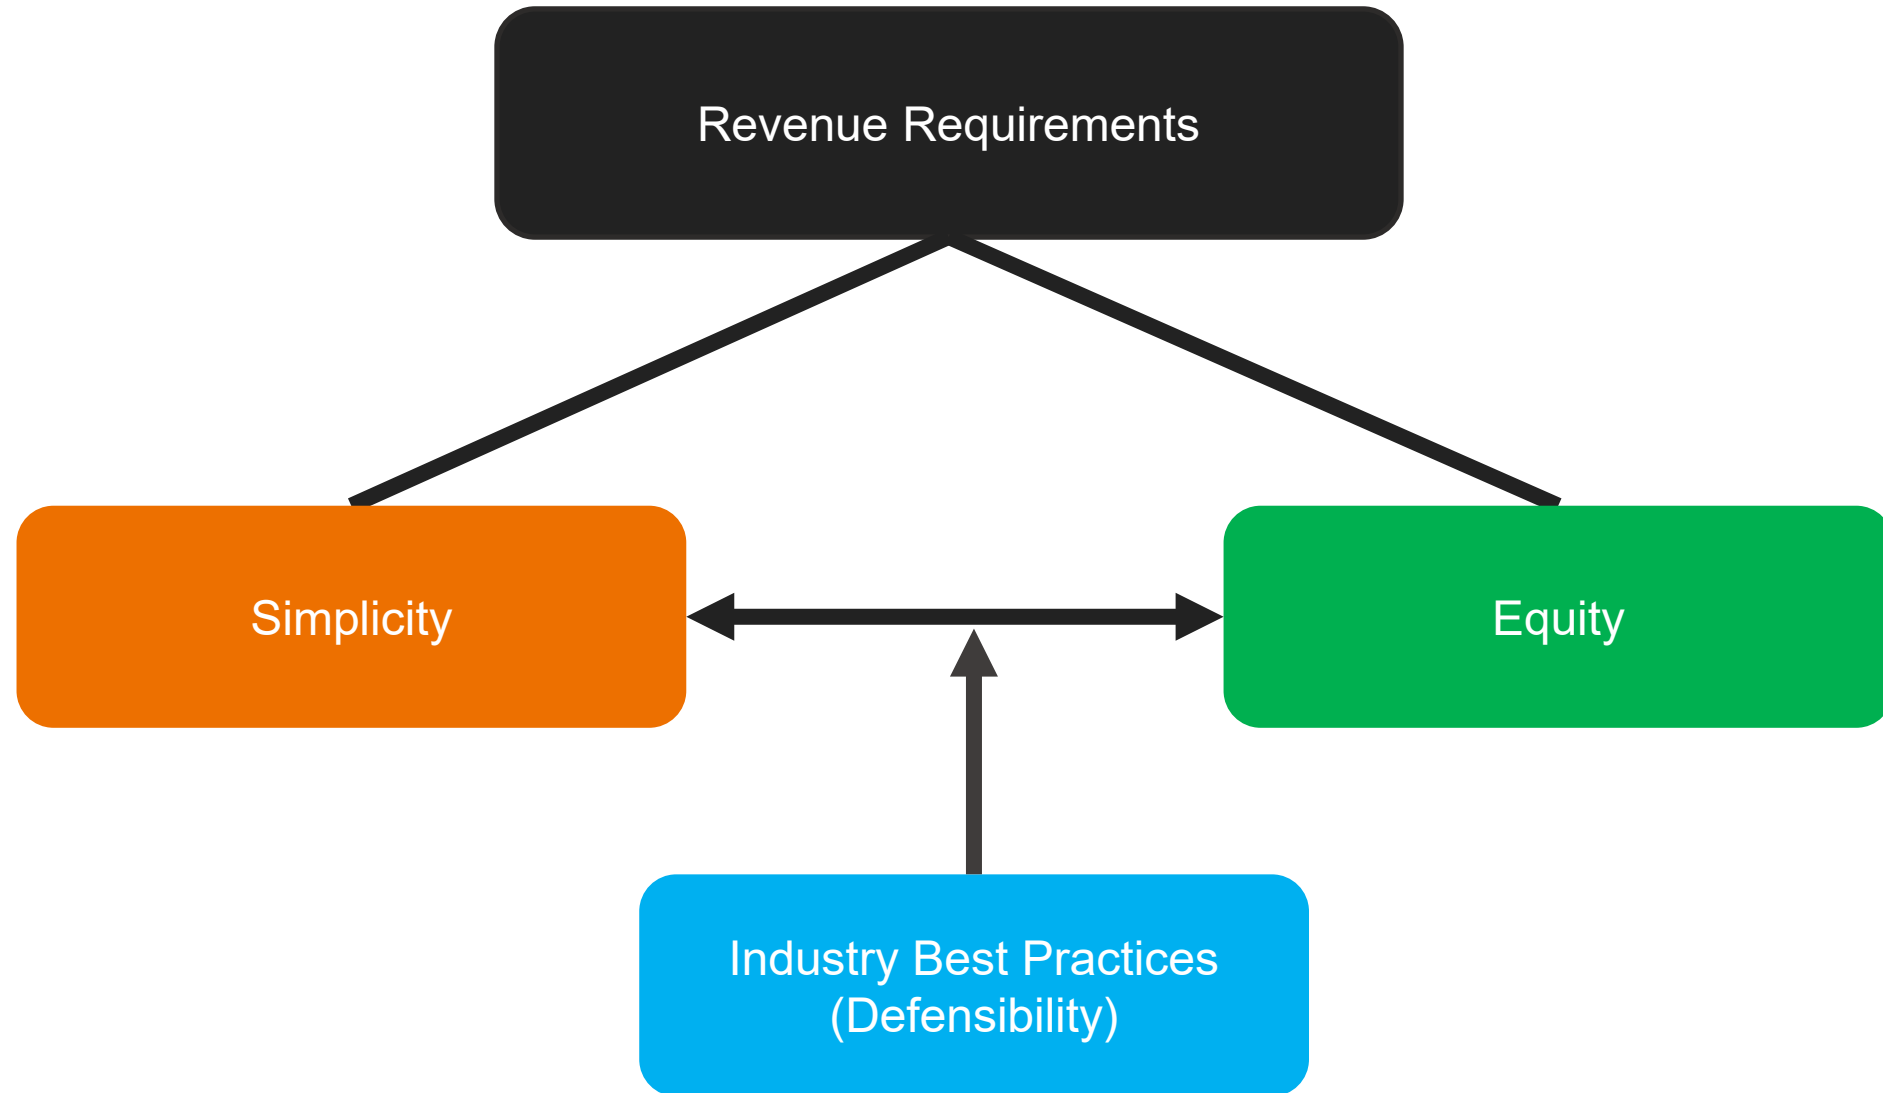 Revenue Requirements
Simplicity
Equity
Industry Best Practices
(Defensibility)